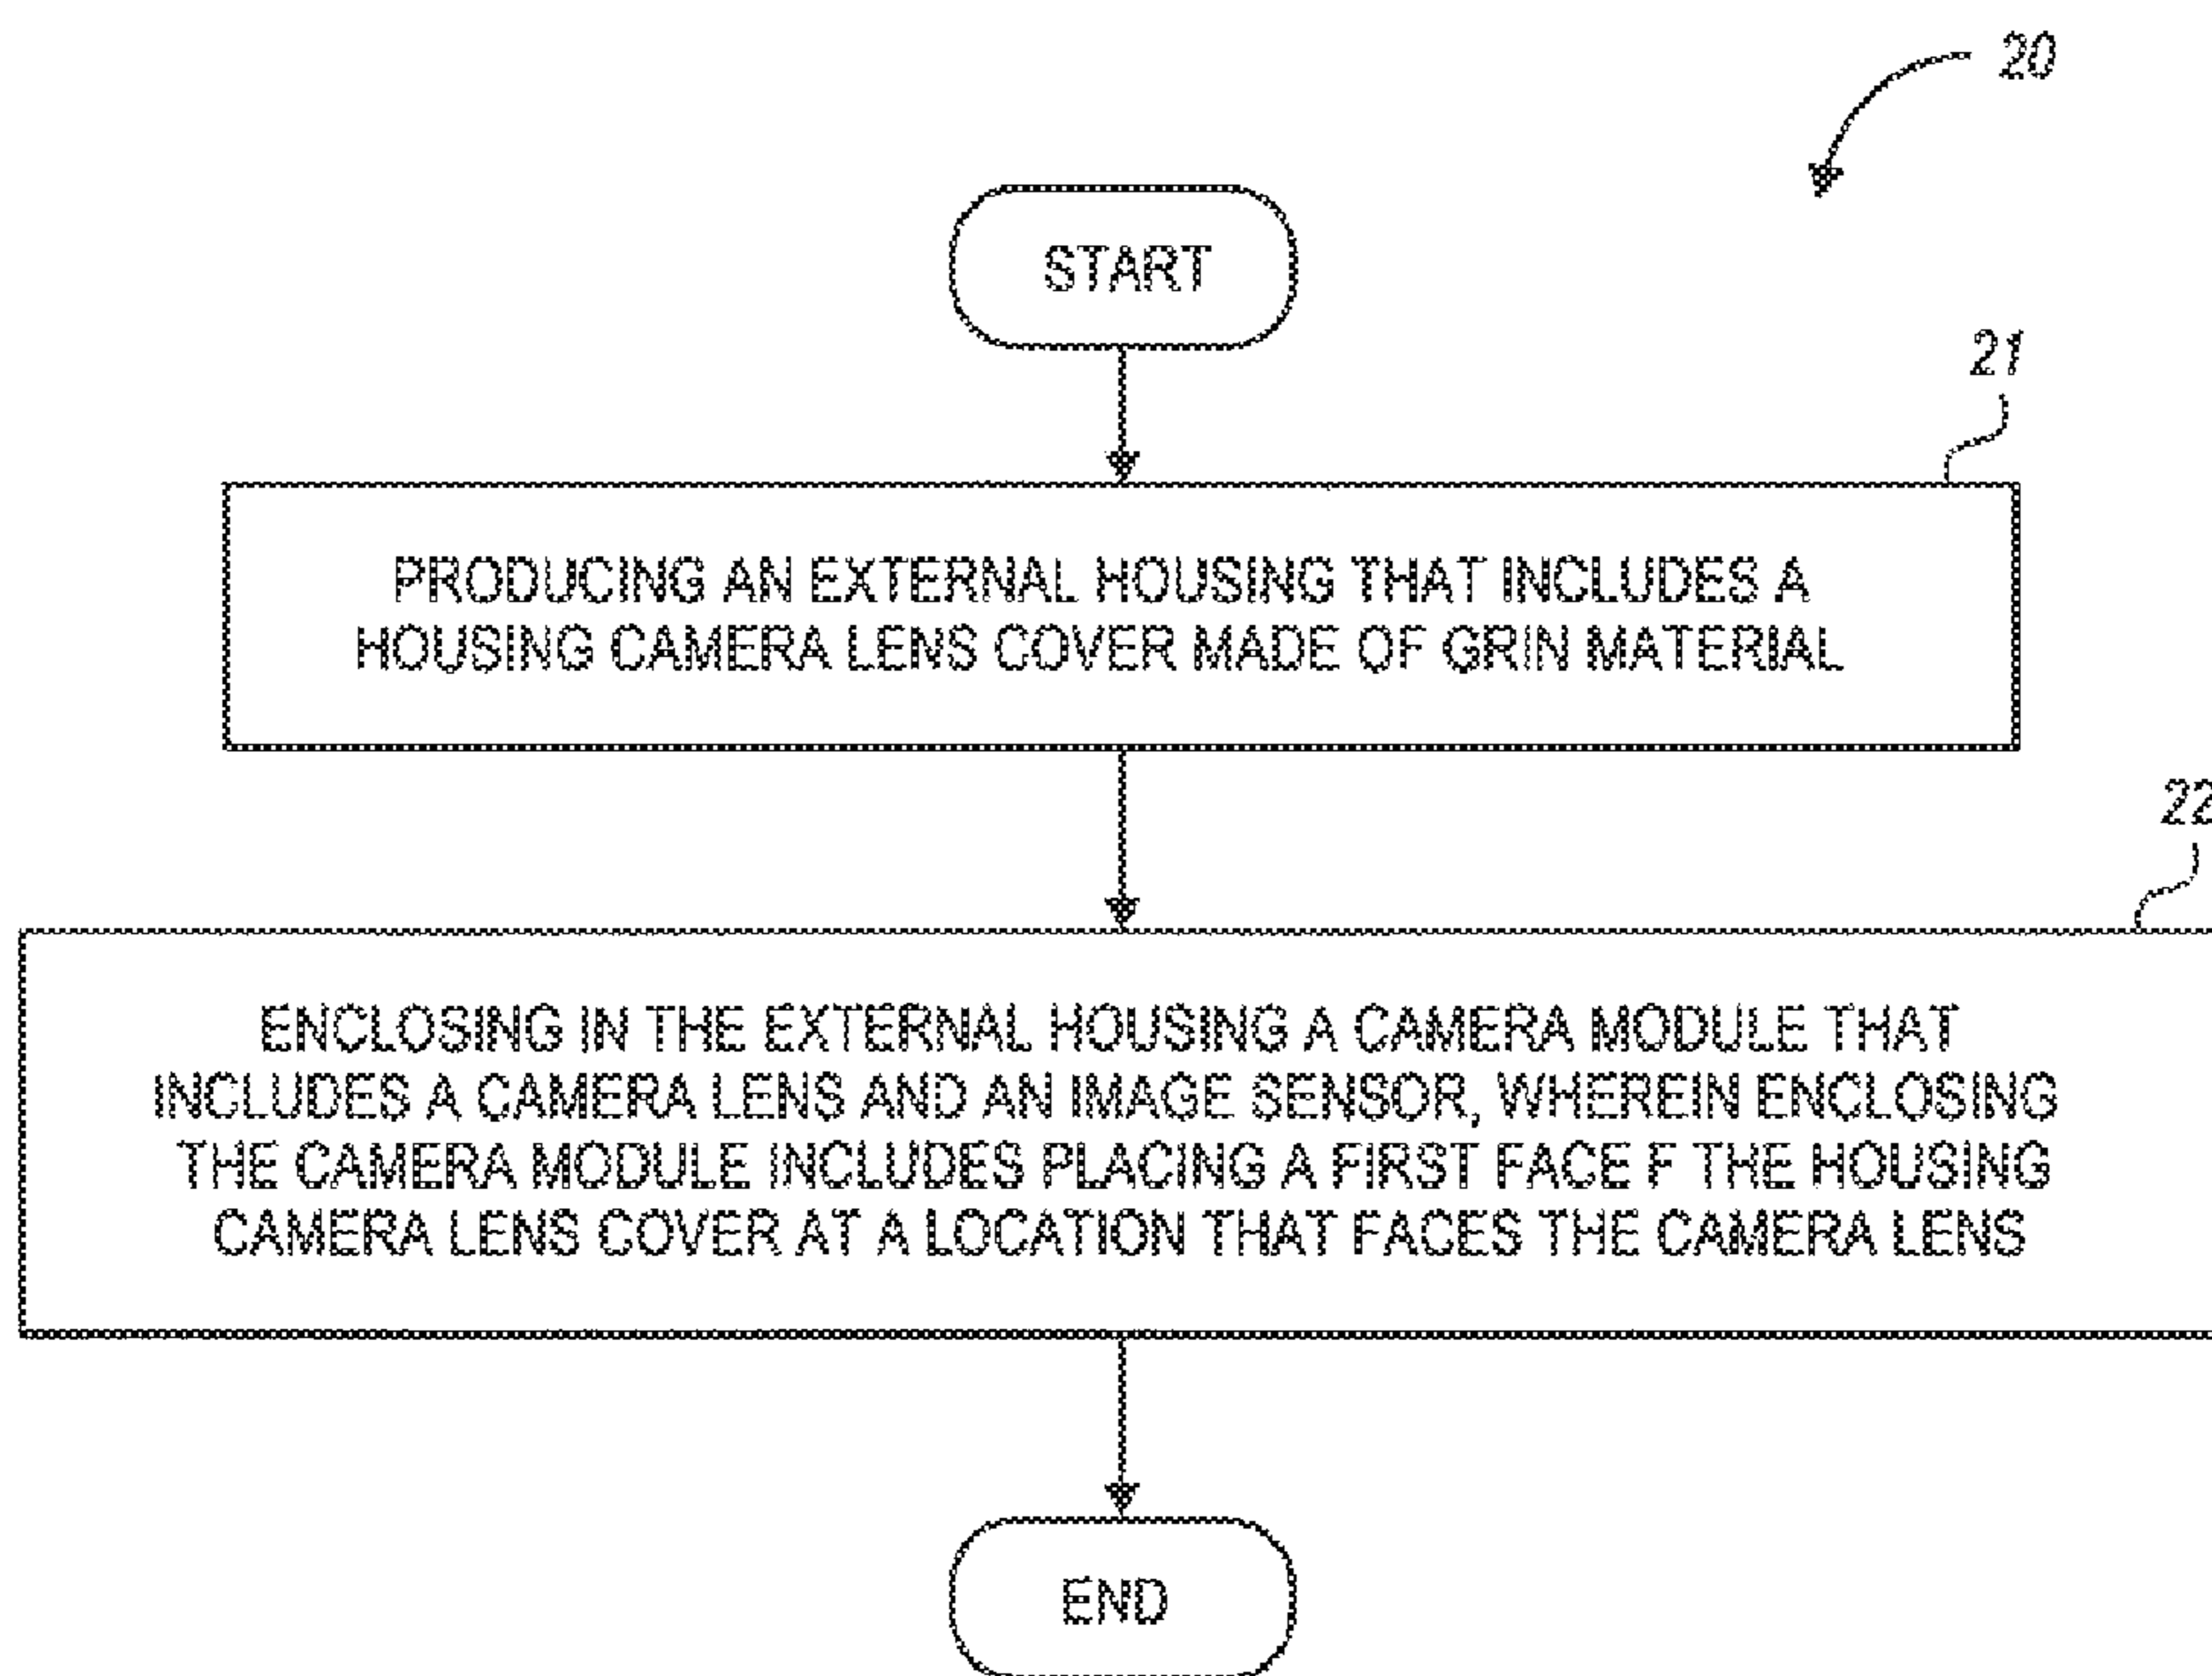 20
START
21
PRODUCING AN EXTERNAL HOUSING THAT INCLUDES A
HOUSING CAMERA LENS COVER MADE OF GRIN MATERIAL
22
ENCLOSING IN THE EXTERNAL HOUSING A CAMERA MODULE THAT
INCLUDES A CAMERA LENS AND AN IMAGE SENSOR, WHEREIN ENCLOSING
THE CAMERA MODULE INCLUDES PLACING A FIRST FACE F THE HOUSING
CAMERA LENS COVER AT A LOCATION THAT FACES THE CAMERA LENS
END